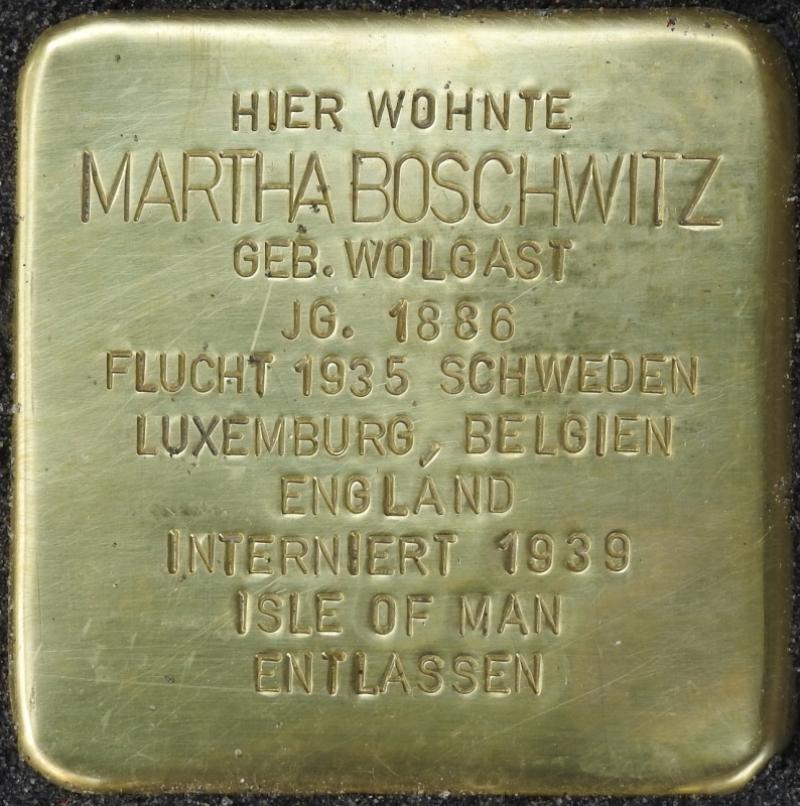 HIER WOHNTE
MARTHA BOSCHWITZ
GEB. WOLGAST
JG. 1886
FLUCHT 1935 SCHWEDEN
LUXEMBURG, BELGIEN
ENGLAND
INTERNIERT 1939
ISLE OF MAN
ENTLASSEN